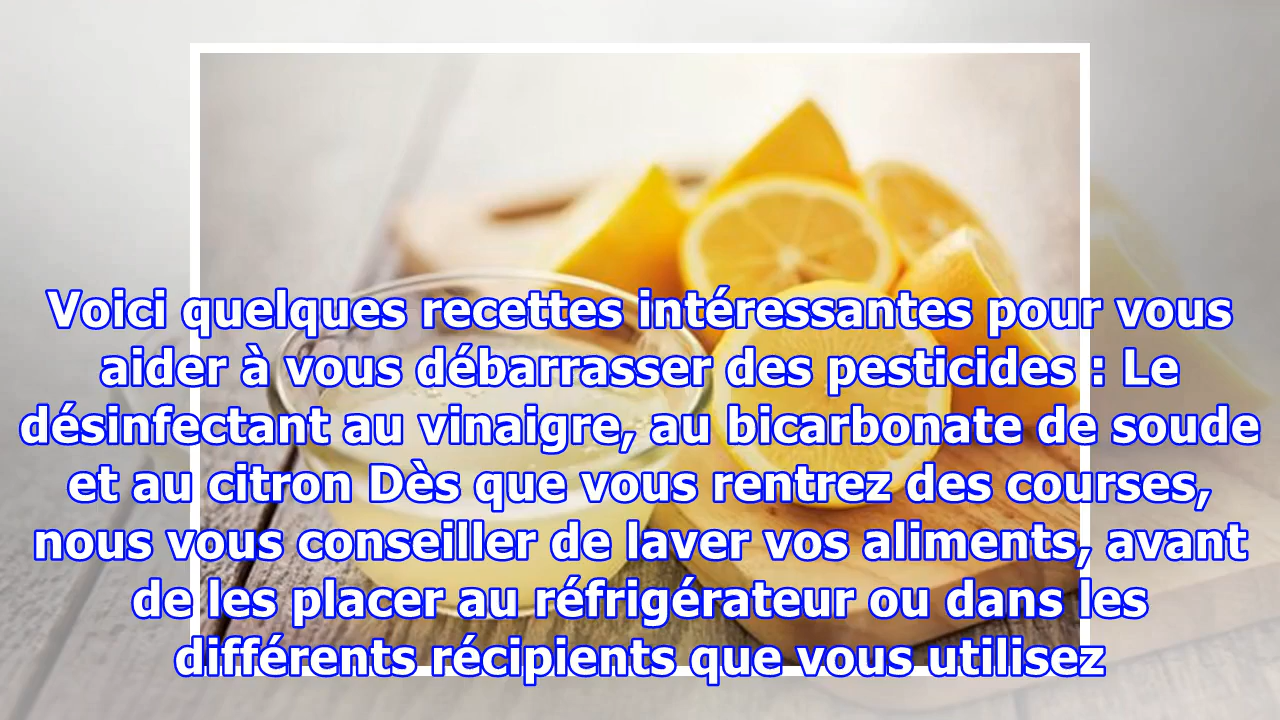 Voici quelques recettes intéressantes pour vous
aider à vous débarrasser des pesticides : Le
désinfectant au vinaigre, au bicarbonate de soude
et au citron Dès que vous rentrez des courses,
nous vous conseiller de laver vos aliments, avant
de les placer au réfrigérateur ou dans les
différents récipients que vous utilisez